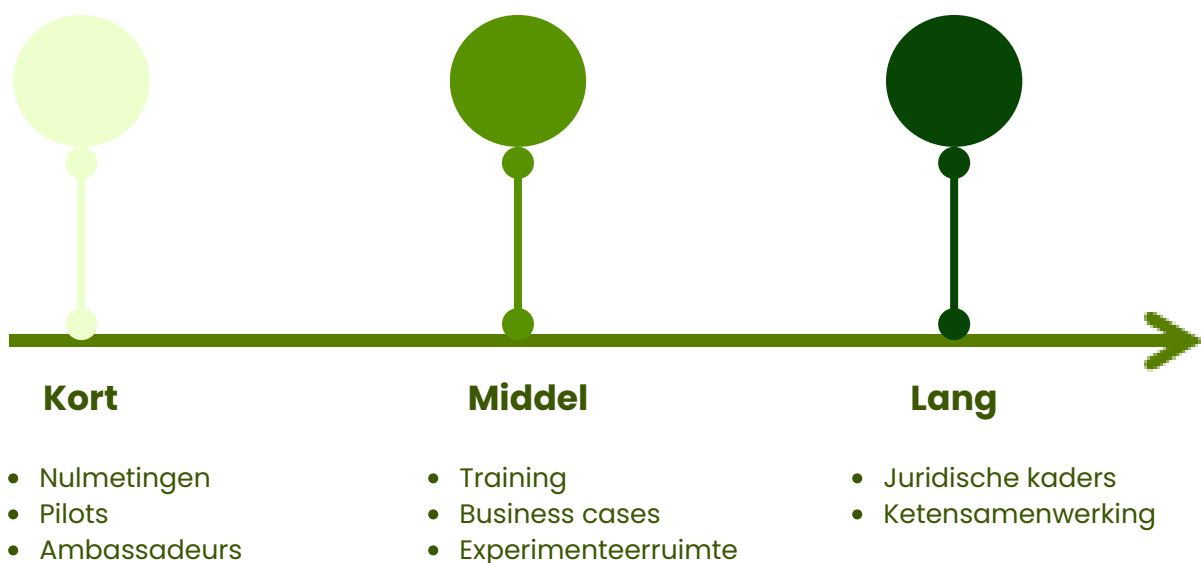 Kort
Nulmetingen
Pilots
Ambassadeurs
Middel
Training
Business cases
Experimenteerruimte
Lang
Juridische kaders
Ketensamenwerking